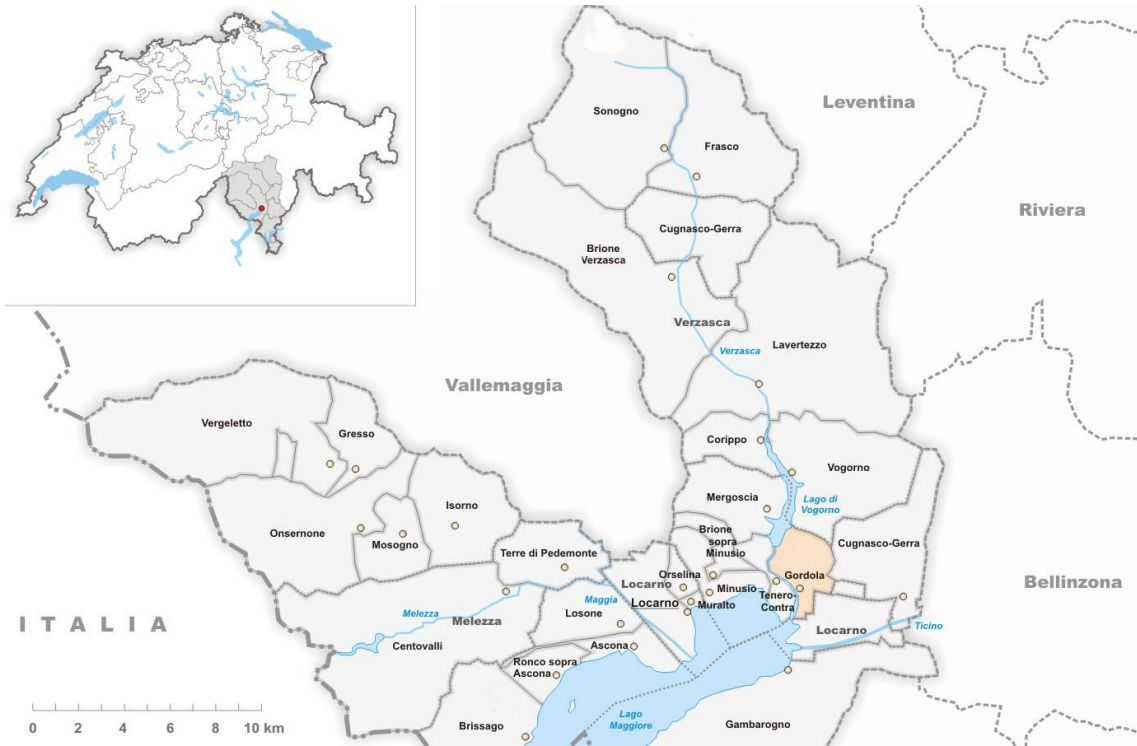 Leventina
Sonogno
Frasco
Riviera
Cugnasco-Gerra
Brione
Verzasca
Verzasca
Verzasca
Lavertezzo
Vallemaggia
Vergeletto
Gresso
Corippo
Vogorno
Mergoscia
Lago di
Vogorno
Isorno
Onsernone
Mosogno
Brione
sopra
Minusio
Cugnasco-Gerra
Terre di Pedemonte
Orselina
Locarno
Minusio
Gordola
Bellinzona
Locarno
Muralto
Tenero-
Contra
Maggia
Melezza
Melezza
Losone
Locarno
Ticino
ITALIA
Centovalli
Ascona
Ronco sopra
Ascona
Brissago
Lago
Maggiore
Gambarogno
0 2 4 6 8 10 km